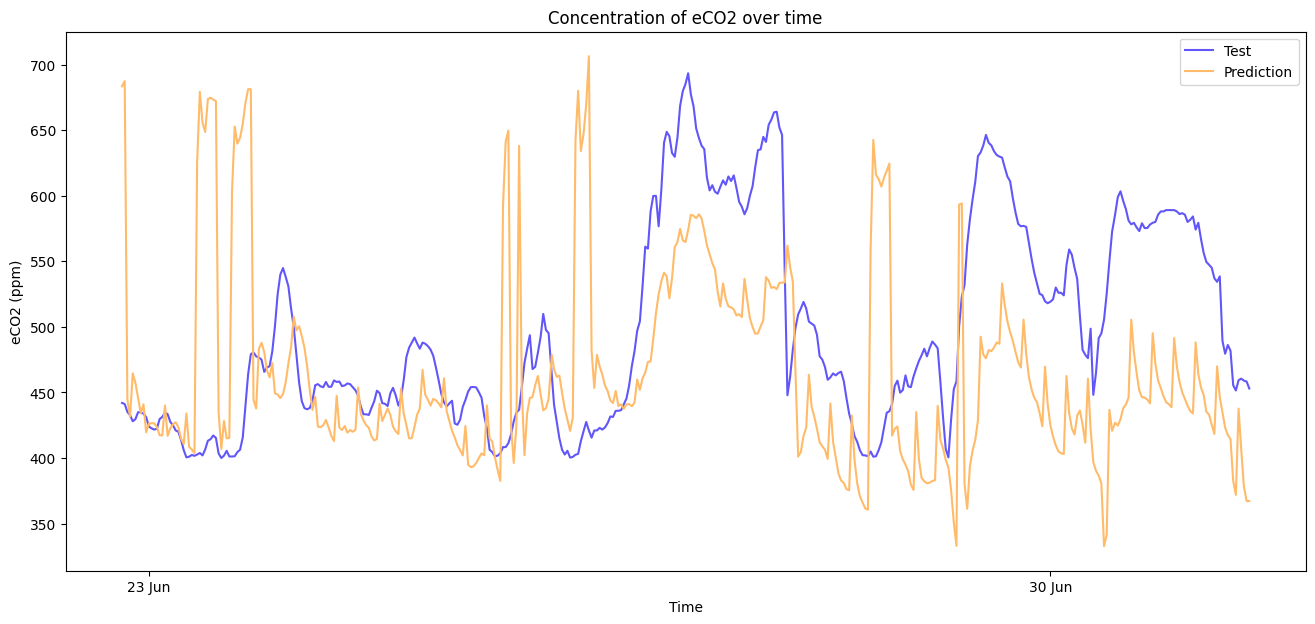 Concentration of eCO2 over time
Test
Prediction
eCO2 (ppm)
700
650
600
550
500
450
400
350
23 Jun
30 Jun
Time